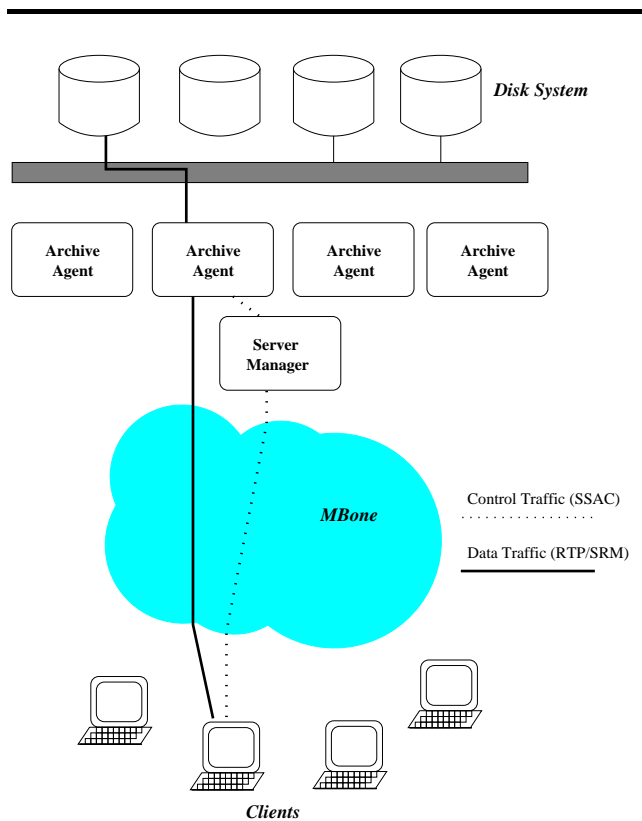 Disk System
Archive
Agent
Archive
Agent
Archive
Agent
Archive
Agent
Server
Manager
MBone
Control Traffic (SSAC)
Data Traffic (RTP/SRM)
Clients